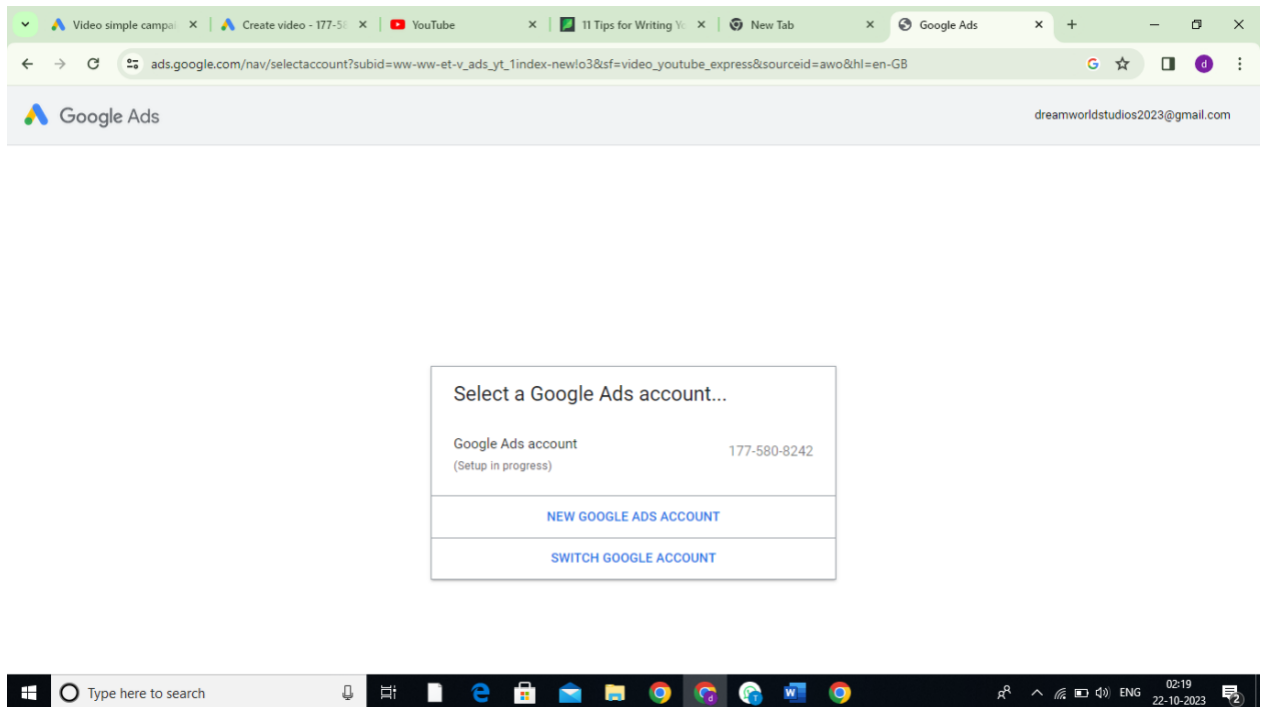 Video simple campai
Create video - 177-5
YouTube
11 Tips for Writing Yo
New Tab
Google Ads
ads.google.com/nav/selectaccount?subid=ww-ww-et-v_ads_yt_1index-new!o3&sf=video_youtube_express&sourceid=awo&hl=en-GB
G
d
Google Ads
dreamworldstudios2023@gmail.com
Select a Google Ads account...
Google Ads account 177-580-8242
(Setup in progress)
NEW GOOGLE ADS ACCOUNT
SWITCH GOOGLE ACCOUNT
Type here to search
ENG
02:19
22-10-2023
2